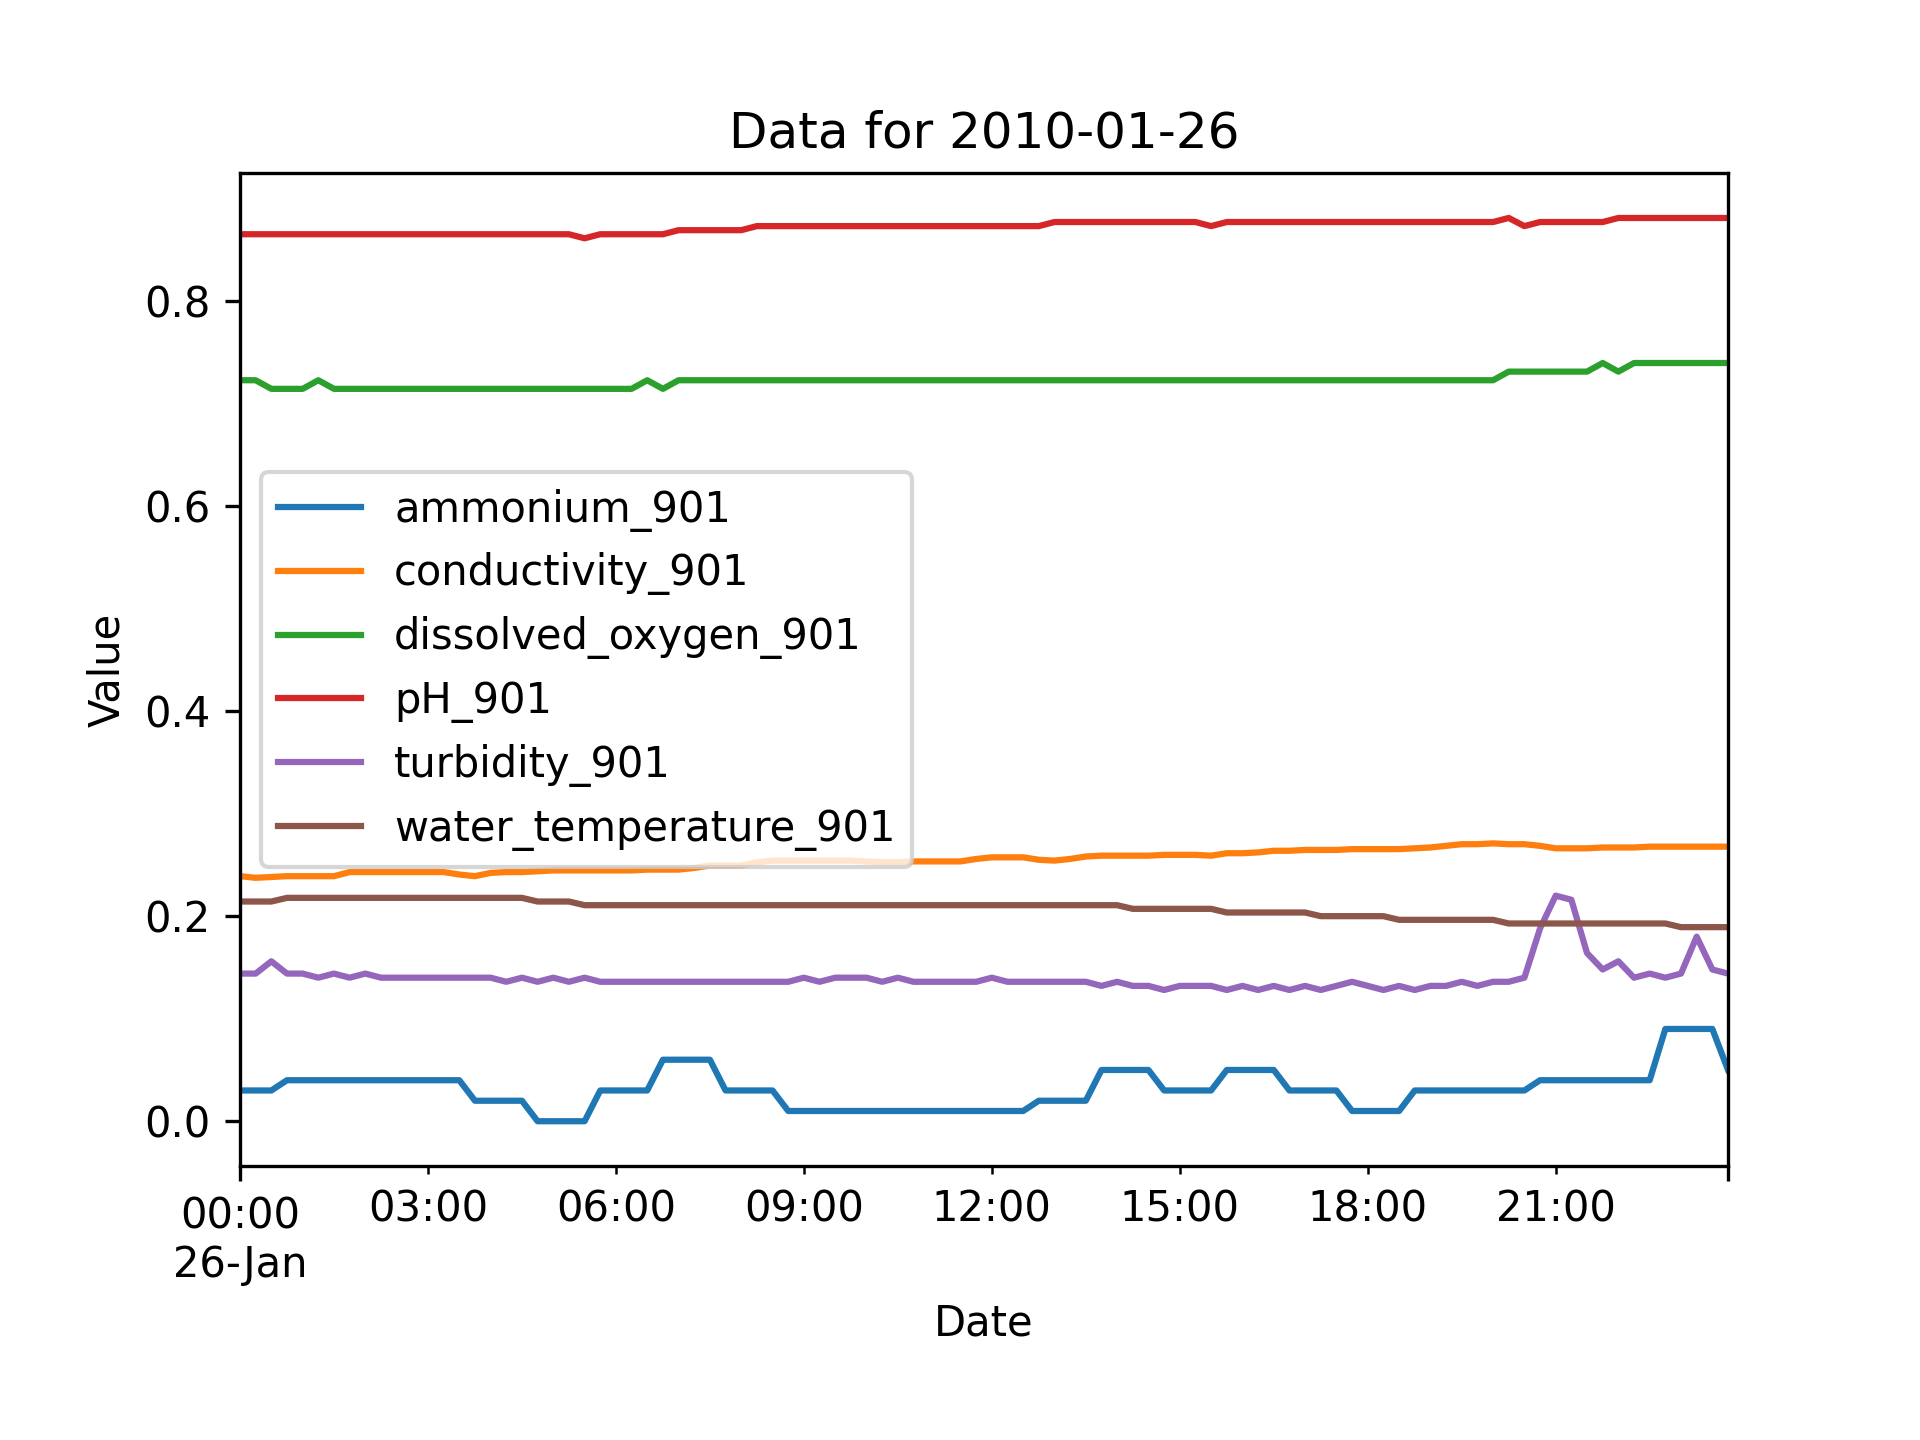 Data for 2010-01-26
Value
0.8
0.6
0.4
0.2
0.0
ammonium_901
conductivity_901
dissolved_oxygen_901
pH_901
turbidity_901
water_temperature_901
00:00 03:00 06:00 09:00 12:00 15:00 18:00 21:00
26-Jan
Date